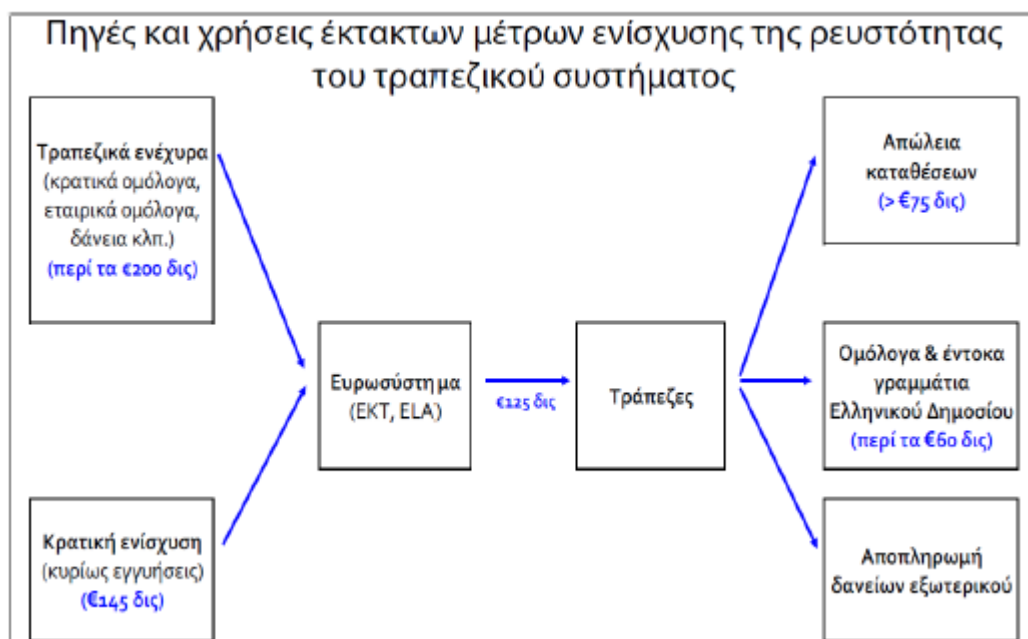 Πηγές και χρήσεις έκτακτων μέτρων ενίσχυσης της ρευστότητας
του τραπεζικού συστήματος
Τραπεζικά ενέχυρα
(κρατικά ομόλογα,
εταιρικά ομόλογα,
δάνεια κλπ.)
(περί τα €200 δις)
Κρατική ενίσχυση
(κυρίως εγγυήσεις)
(€145 δις)
Ευρωσύστημα
(ΕΚΤ, ELA)
€125 δις
Τράπεζες
Απώλεια
καταθέσεων
(> €75 δις)
Ομόλογα & έντοκα
γραμμάτια
Ελληνικού Δημοσίου
(περί τα €60 δις)
Αποπληρωμή
δανείων εξωτερικού